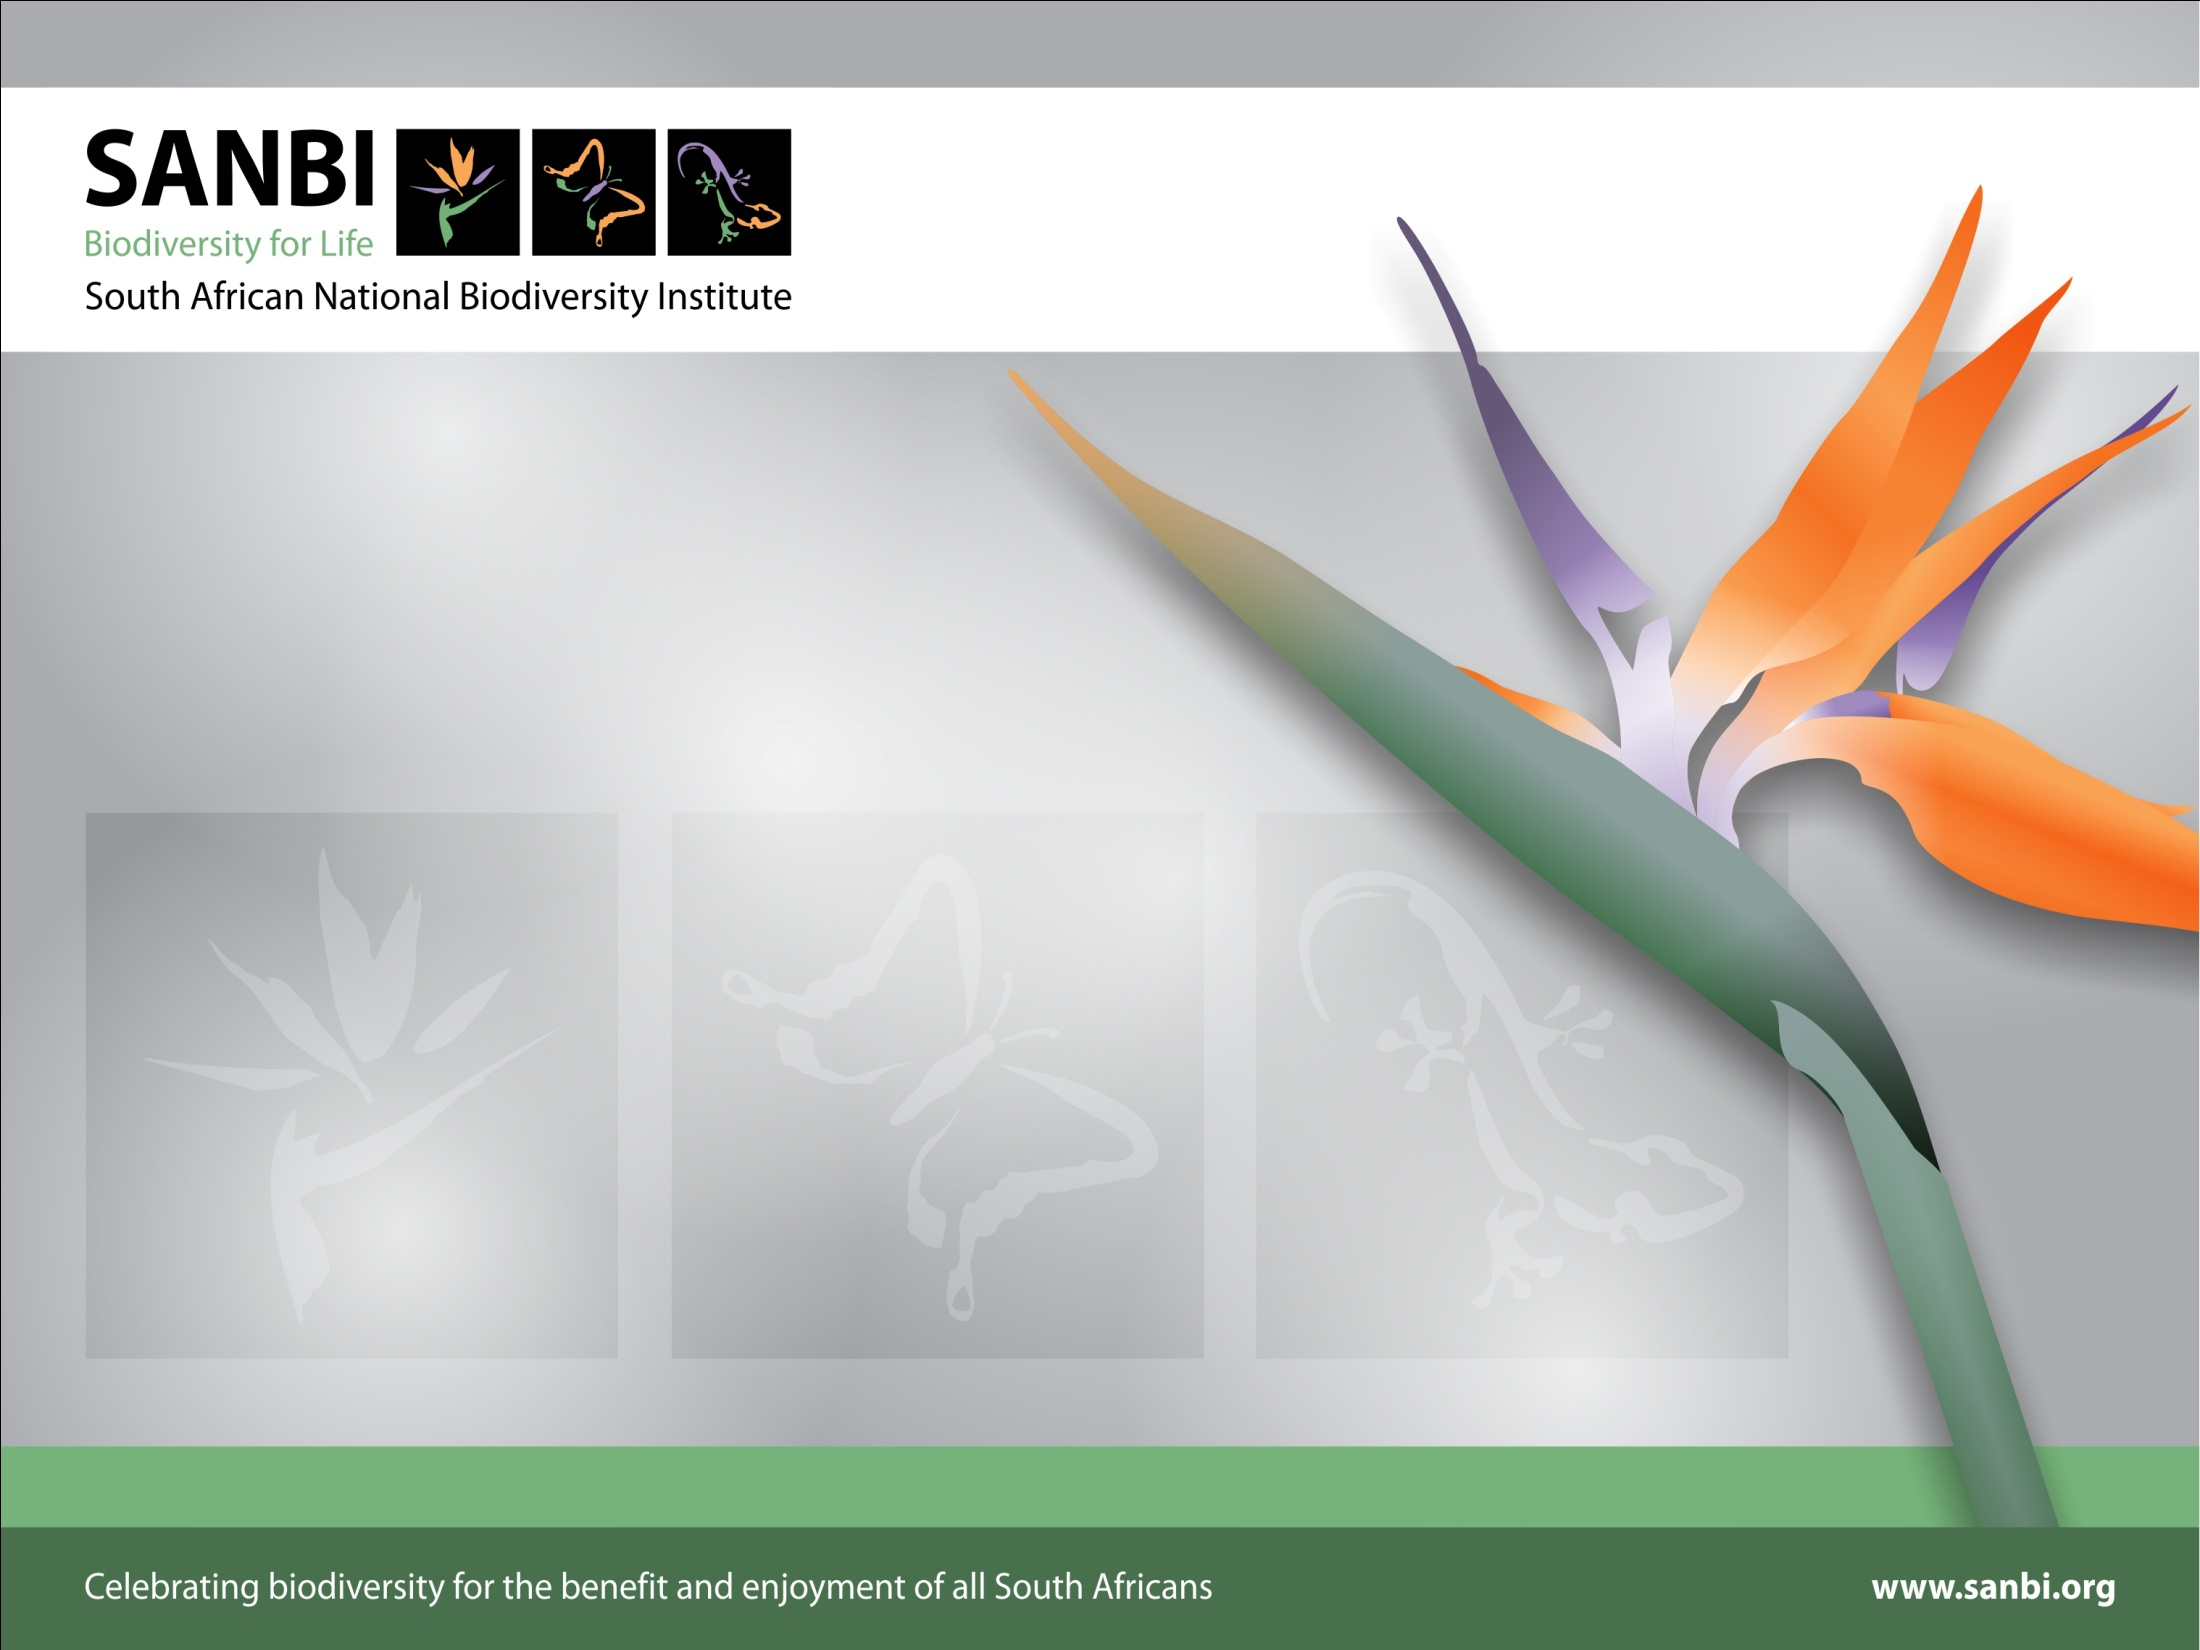 SANBI
Biodiversity for Life
South African National Biodiversity Institute
Celebrating biodiversity for the benefit and enjoyment of all South Africans
www.sanbi.org